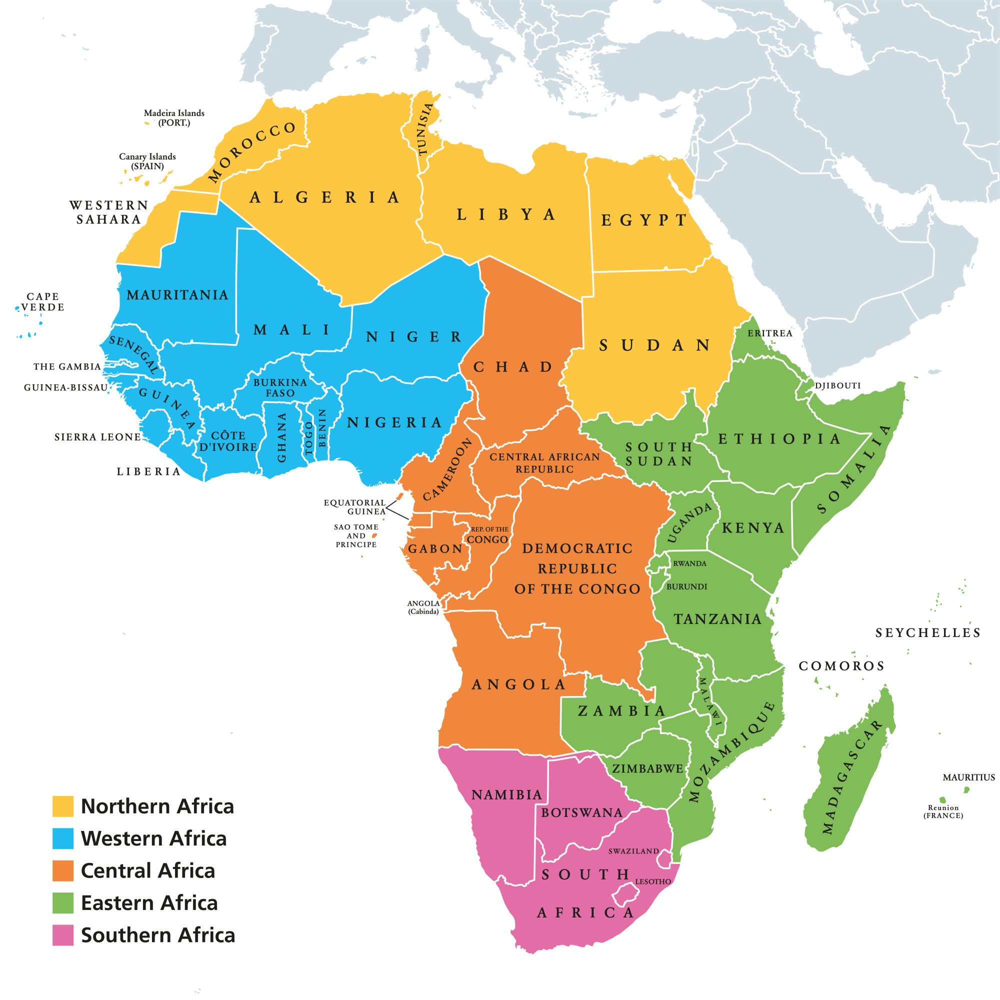 Madeira Islands
(PORT.)
Canary Islands
(SPAIN)
MOROCCO
TUNISIA
ALGERIA
LIBYA
EGYPT
WESTERN
SAHARA
CAPE
VERDE
MAURITANIA
MALI
NIGER
CHAD
SUDAN
ERITREA
DJIBOUTI
SENEGAL
THE GAMBIA
GUINEA-BISSAU
GUINEA
SIERRA LEONE
LIBERIA
CÔTE
D'IVOIRE
BURKINA
FASO
GHANA
TOGO
BENIN
NIGERIA
CAMEROON
CENTRAL AFRICAN
REPUBLIC
SOUTH
SUDAN
ETHIOPIA
SOMALIA
EQUATORIAL
GUINEA
SAO TOME
AND
PRINCIPE
GABON
REP. OF THE
CONGO
DEMOCRATIC
REPUBLIC
OF THE CONGO
UGANDA
KENYA
RWANDA
BURUNDI
TANZANIA
ANGOLA
(Cabinda)
SEYCHELLES
COMOROS
ANGOLA
ZAMBIA
MALAWI
MOZAMBIQUE
ZIMBABWE
MADAGASCAR
MAURITIUS
Reunion
(FRANCE)
NAMIBIA
BOTSWANA
SWAZILAND
LESOTHO
SOUTH
AFRICA
Northern Africa
Western Africa
Central Africa
Eastern Africa
Southern Africa